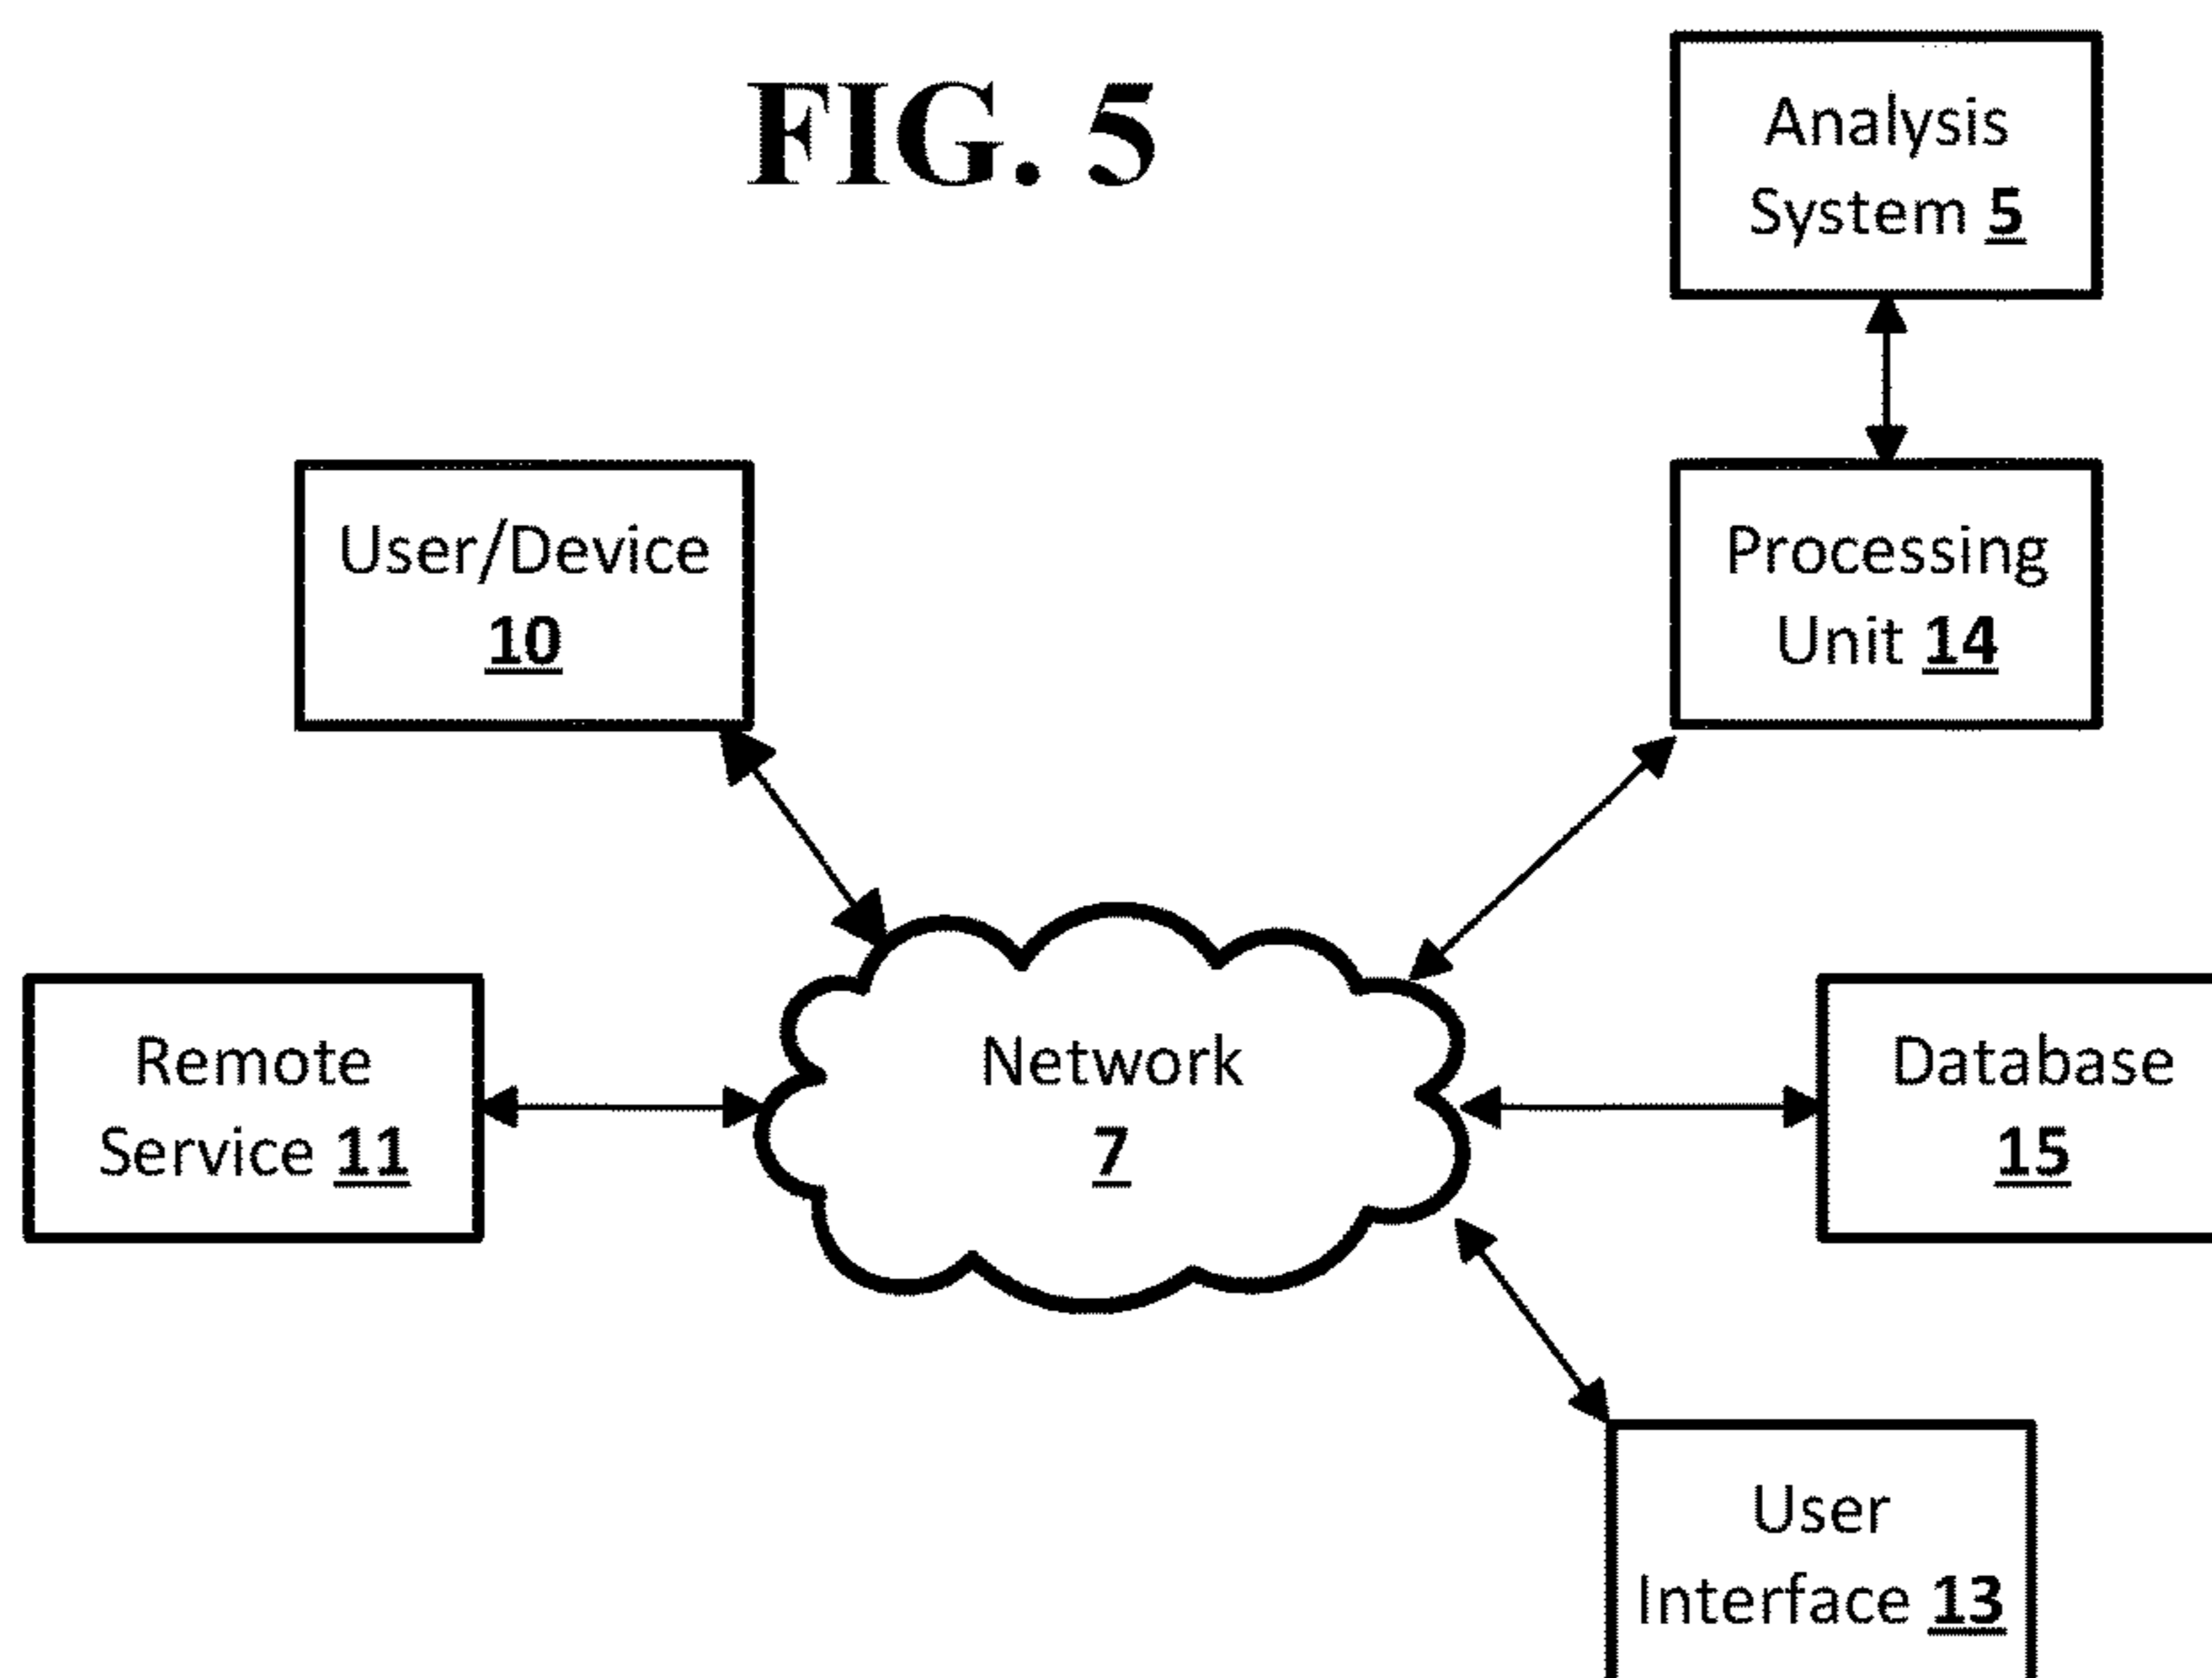 FIG. 5
Analysis
System 5
User/Device
10
Processing
Unit 14
Remote
Service 11
Network
7
Database
15
User
Interface 13